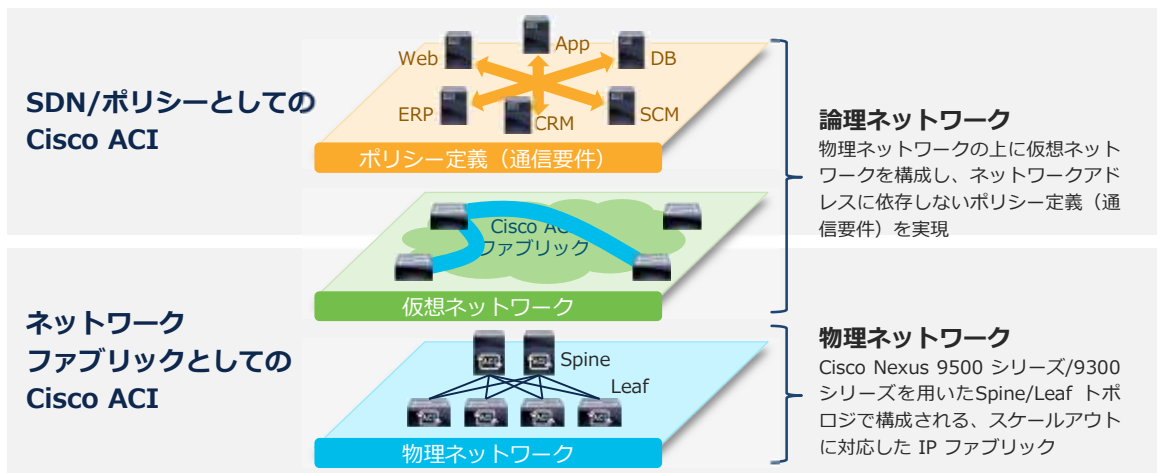 SDN/ポリシーとしての
Cisco ACI
Web
App
DB
ERP
CRM
SCM
ポリシー定義（通信要件）
Cisco ACI
ファブリック
仮想ネットワーク
論理ネットワーク
物理ネットワークの上に仮想ネット
ワークを構成し、ネットワークアド
レスに依存しないポリシー定義（通
信要件）を実現
ネットワーク
ファブリックとしての
Cisco ACI
Spine
Leaf
物理ネットワーク
物理ネットワーク
Cisco Nexus 9500 シリーズ/9300
シリーズを用いたSpine/Leaf トポ
ロジで構成される、スケールアウト
に対応した IP ファブリック